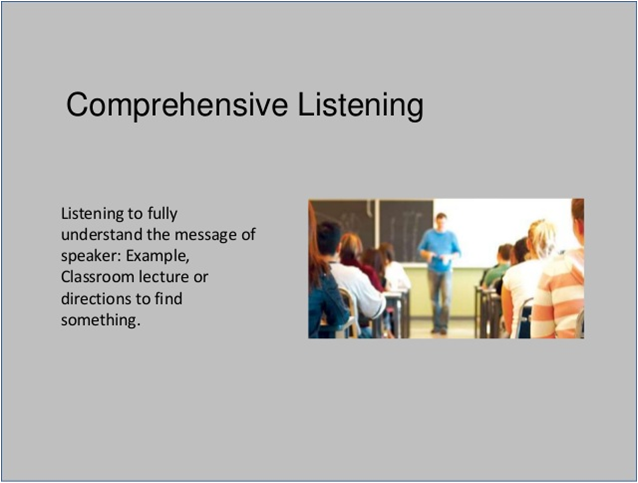 Comprehensive Listening
Listening to fully
understand the message of
speaker: Example,
Classroom lecture or
directions to find
something.